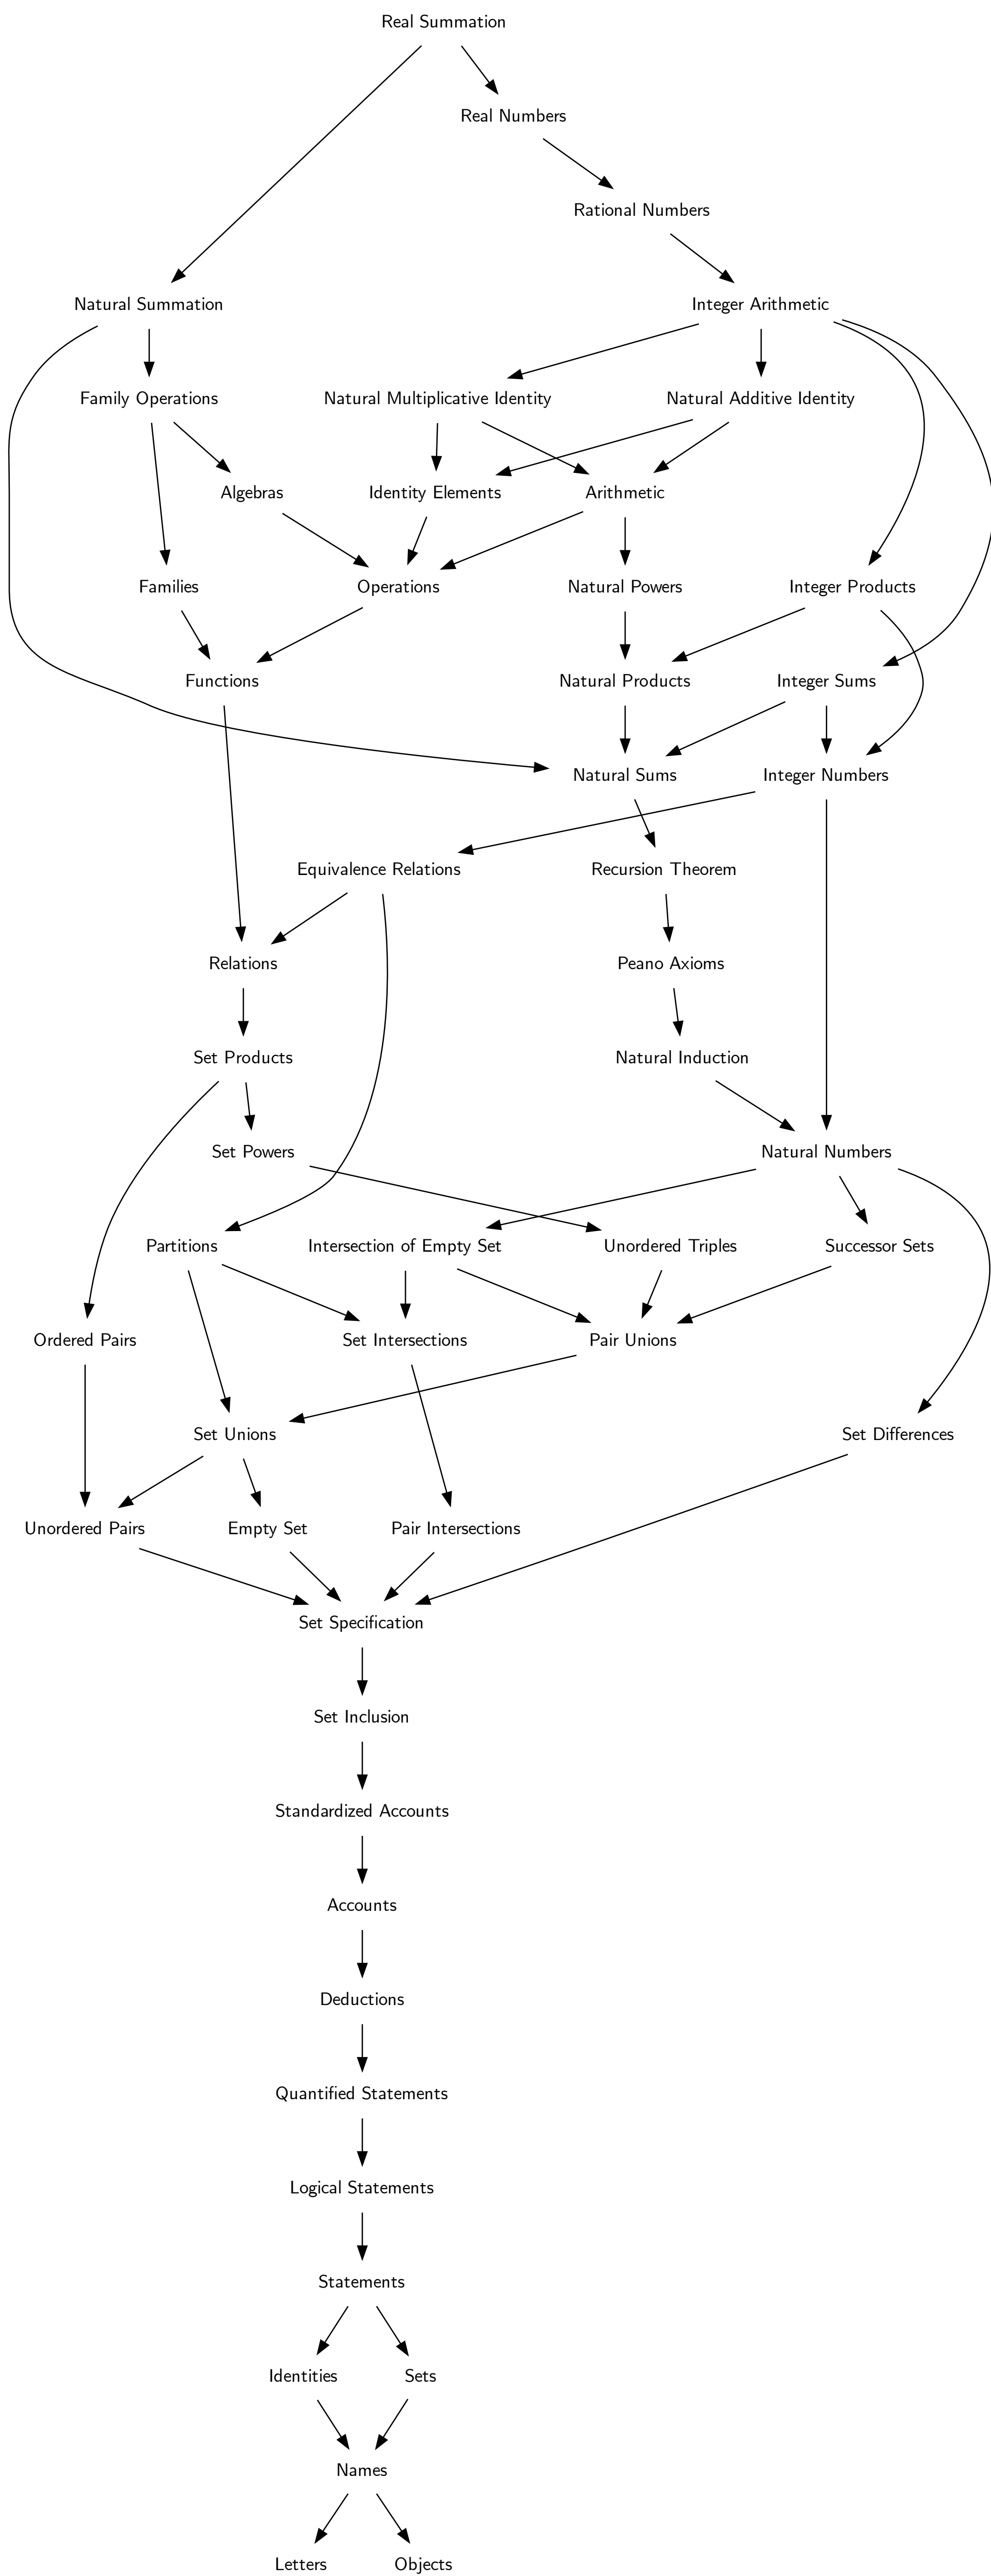 Real Summation
Real Numbers
Rational Numbers
Natural Summation
Integer Arithmetic
Family Operations
Natural Multiplicative Identity
Natural Additive Identity
Algebras
Identity Elements
Arithmetic
Families
Operations
Natural Powers
Integer Products
Functions
Natural Products
Integer Sums
Natural Sums
Integer Numbers
Equivalence Relations
Recursion Theorem
Relations
Peano Axioms
Set Products
Natural Induction
Set Powers
Natural Numbers
Partitions
Intersection of Empty Set
Unordered Triples
Successor Sets
Ordered Pairs
Set Intersections
Pair Unions
Set Unions
Set Differences
Unordered Pairs
Empty Set
Pair Intersections
Set Specification
Set Inclusion
Standardized Accounts
Accounts
Deductions
Quantified Statements
Logical Statements
Statements
Identities
Sets
Names
Letters
Objects